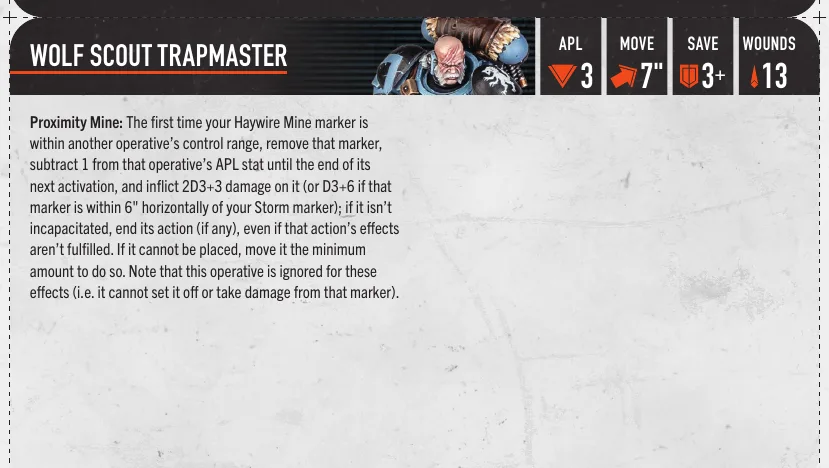 WOLF SCOUT TRAPMASTER
APL
3
MOVE
7"
SAVE
3+
WOUNDS
13
Proximity Mine: The first time your Haywire Mine marker is
within another operative's control range, remove that marker,
subtract 1 from that operative's APL stat until the end of its
next activation, and inflict 2D3+3 damage on it (or D3+6 if that
marker is within 6" horizontally of your Storm marker); if it isn't
incapacitated, end its action (if any), even if that action's effects
aren't fulfilled. If it cannot be placed, move it the minimum
amount to do so. Note that this operative is ignored for these
effects (i.e. it cannot set it off or take damage from that marker).